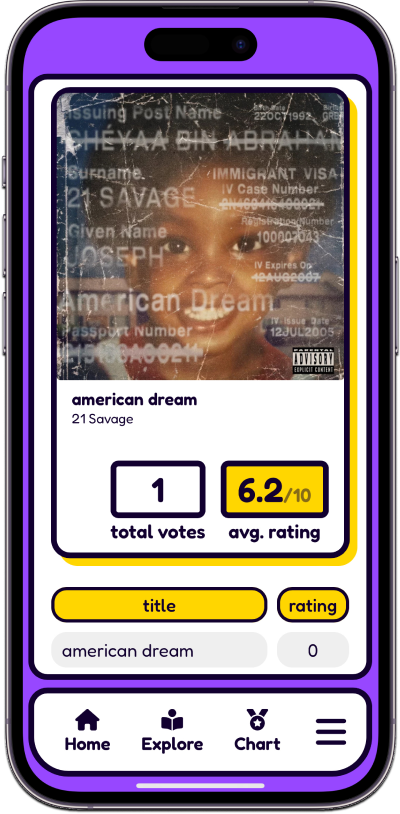 Issuing Post Name
22OCT1992
CHÉYAA BIN ABRAHAM
Surname
IMMIGRANT VISA
IV Case Number
21 SAVAGE
Registration Number
100007043
Given Name
JOSEPH
IV Expires On
12AUG2007
American Dream
Passport Number
IV Issue Date
12JUL2005
PARENTAL
ADVISORY
EXPLICIT CONTENT
american dream
21 Savage
1
6.2/10
total votes
avg. rating
title
rating
american dream
0
Home
Explore
Chart